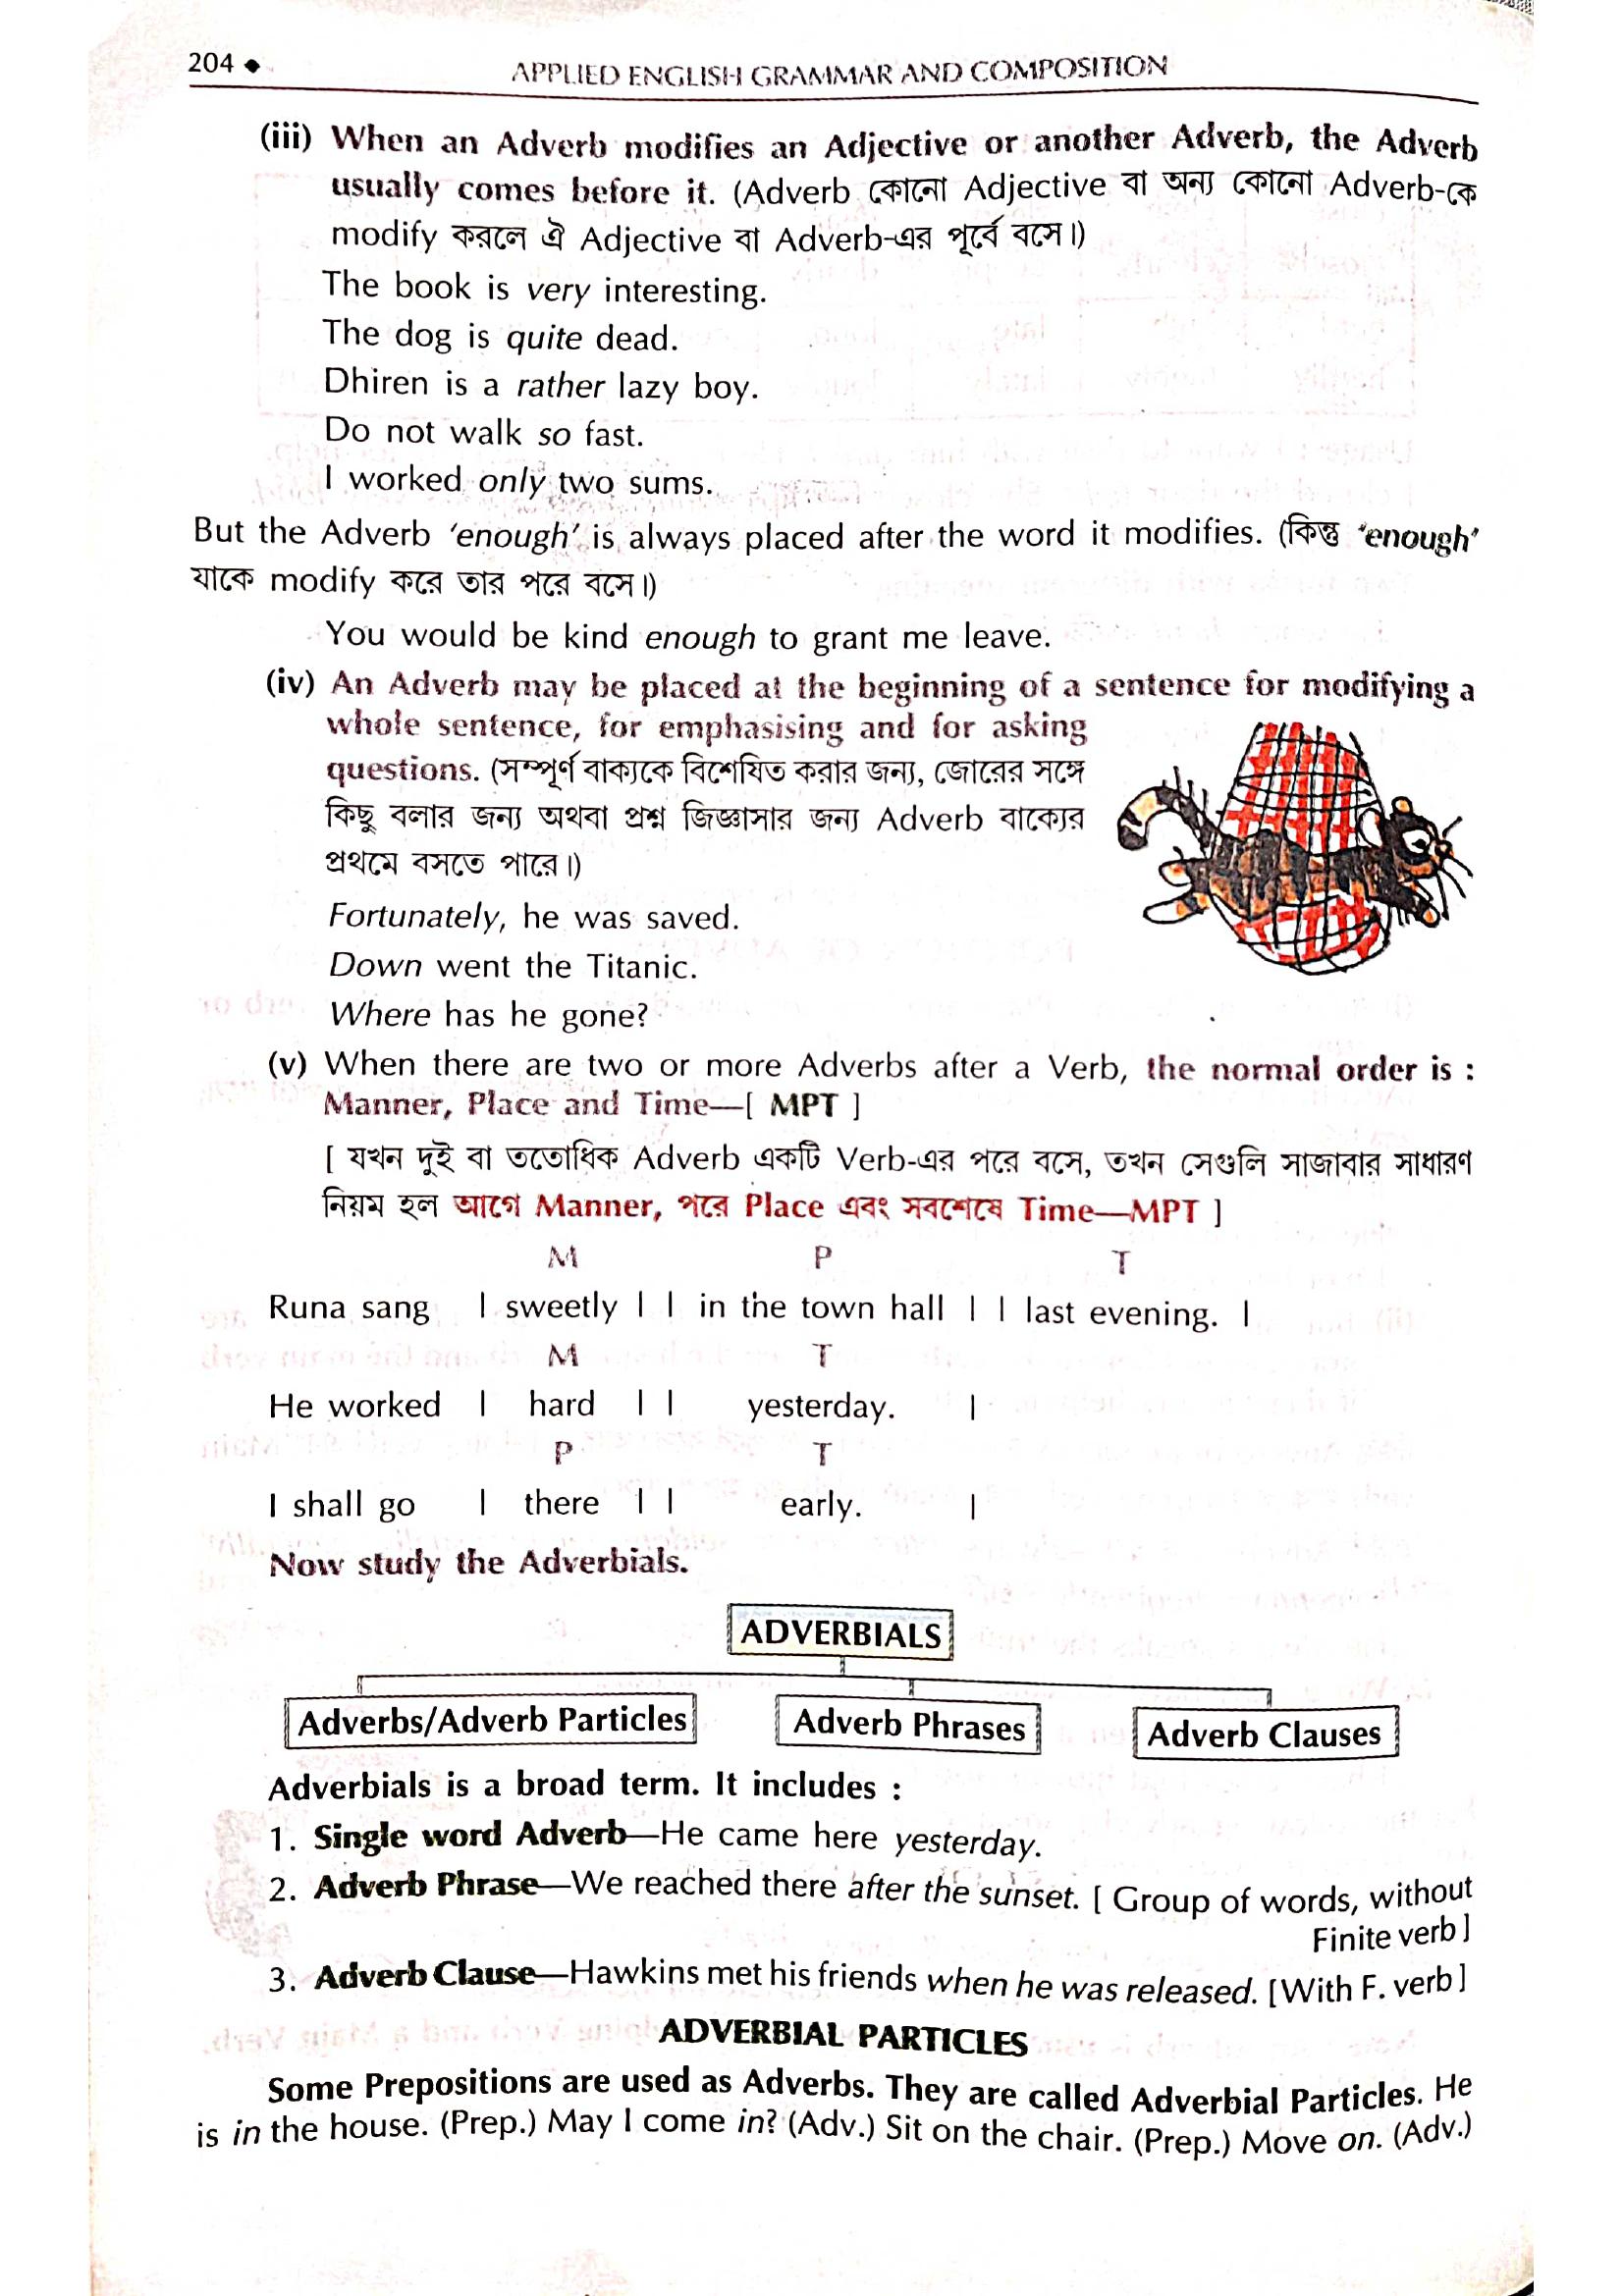 204 ◆ APPLIED ENGLISH GRAMMAR AND COMPOSITION
(iii) When an Adverb modifies an Adjective or another Adverb, the Adverb
usually comes before it. (Adverb কোনো Adjective বা অন্য কোনো Adverb-কে
modify করলে ঐ Adjective বা Adverb-এর পূর্বে বসে।)
The book is very interesting.
The dog is quite dead.
Dhiren is a rather lazy boy.
Do not walk so fast.
I worked only two sums.
But the Adverb 'enough' is always placed after the word it modifies. (কিন্তু 'enough'
যাকে modify করে তার পরে বসে।)
You would be kind enough to grant me leave.
(iv) An Adverb may be placed at the beginning of a sentence for modifying a
whole sentence, for emphasising and for asking
questions. (সম্পূর্ণ বাক্যকে বিশেষিত করার জন্য, জোরের সঙ্গে
কিছু বলার জন্য অথবা প্রশ্ন জিজ্ঞাসার জন্য Adverb বাক্যের
প্রথমে বসতে পারে।)
Fortunately, he was saved.
Down went the Titanic.
Where has he gone?
(v) When there are two or more Adverbs after a Verb, the normal order is :
Manner, Place and Time—[ MPT ]
[ যখন দুই বা ততোধিক Adverb একটি Verb-এর পরে বসে, তখন সেগুলি সাজাবার সাধারণ
নিয়ম হল আগে Manner, পরে Place এবং সবশেষে Time—MPT ]
M P T
Runa sang | sweetly | | in the town hall | | last evening. |
M T
He worked | hard | | yesterday. |
P T
I shall go | there | | early. |
Now study the Adverbials.
ADVERBIALS
Adverbs/Adverb Particles Adverb Phrases Adverb Clauses
Adverbials is a broad term. It includes :
1. Single word Adverb—He came here yesterday.
2. Adverb Phrase—We reached there after the sunset. [ Group of words, without
Finite verb ]
3. Adverb Clause—Hawkins met his friends when he was released. [With F. verb ]
ADVERBIAL PARTICLES
Some Prepositions are used as Adverbs. They are called Adverbial Particles. He
is in the house. (Prep.) May I come in? (Adv.) Sit on the chair. (Prep.) Move on. (Adv.)